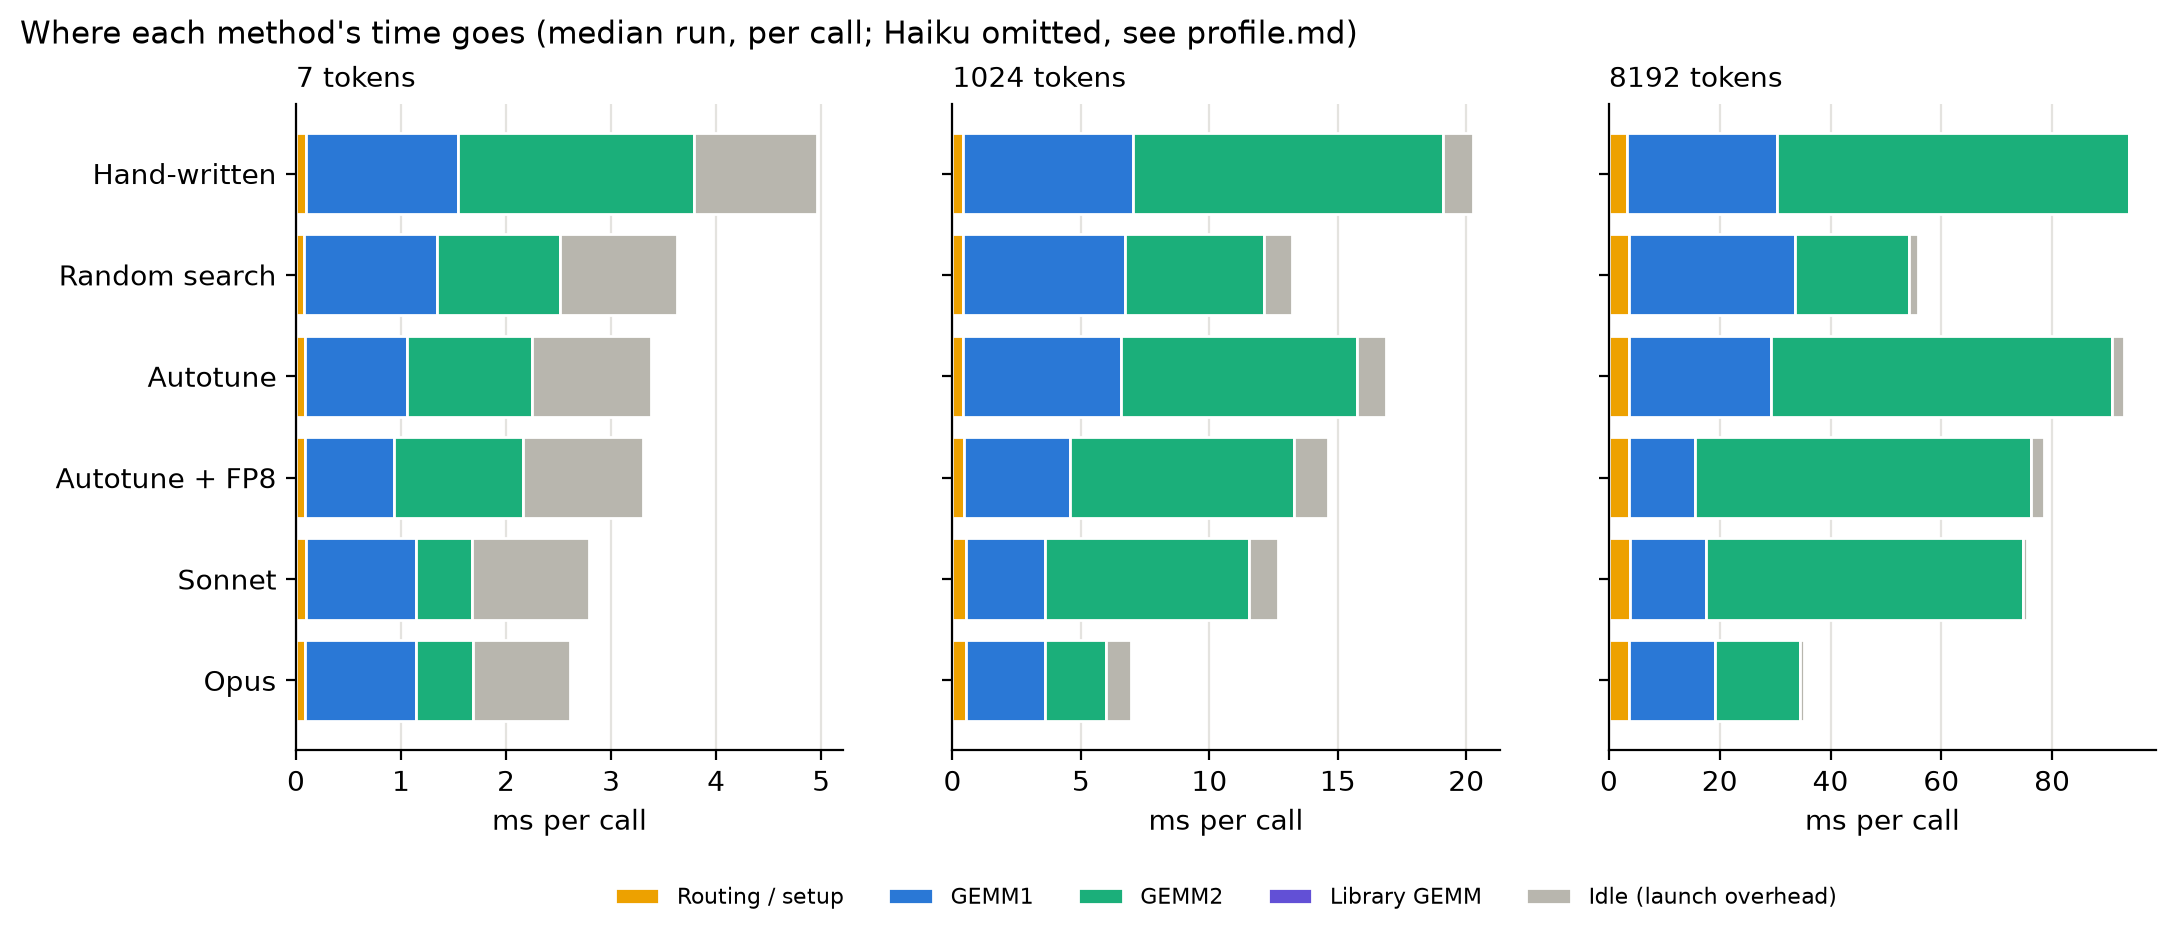 Where each method's time goes (median run, per call; Haiku omitted, see profile.md)
7 tokens
1024 tokens
8192 tokens
Hand-written
Random search
Autotune
Autotune + FP8
Sonnet
Opus
0 1 2 3 4 5
0 5 10 15 20
0 20 40 60 80
ms per call
ms per call
ms per call
Routing / setup
GEMM1
GEMM2
Library GEMM
Idle (launch overhead)